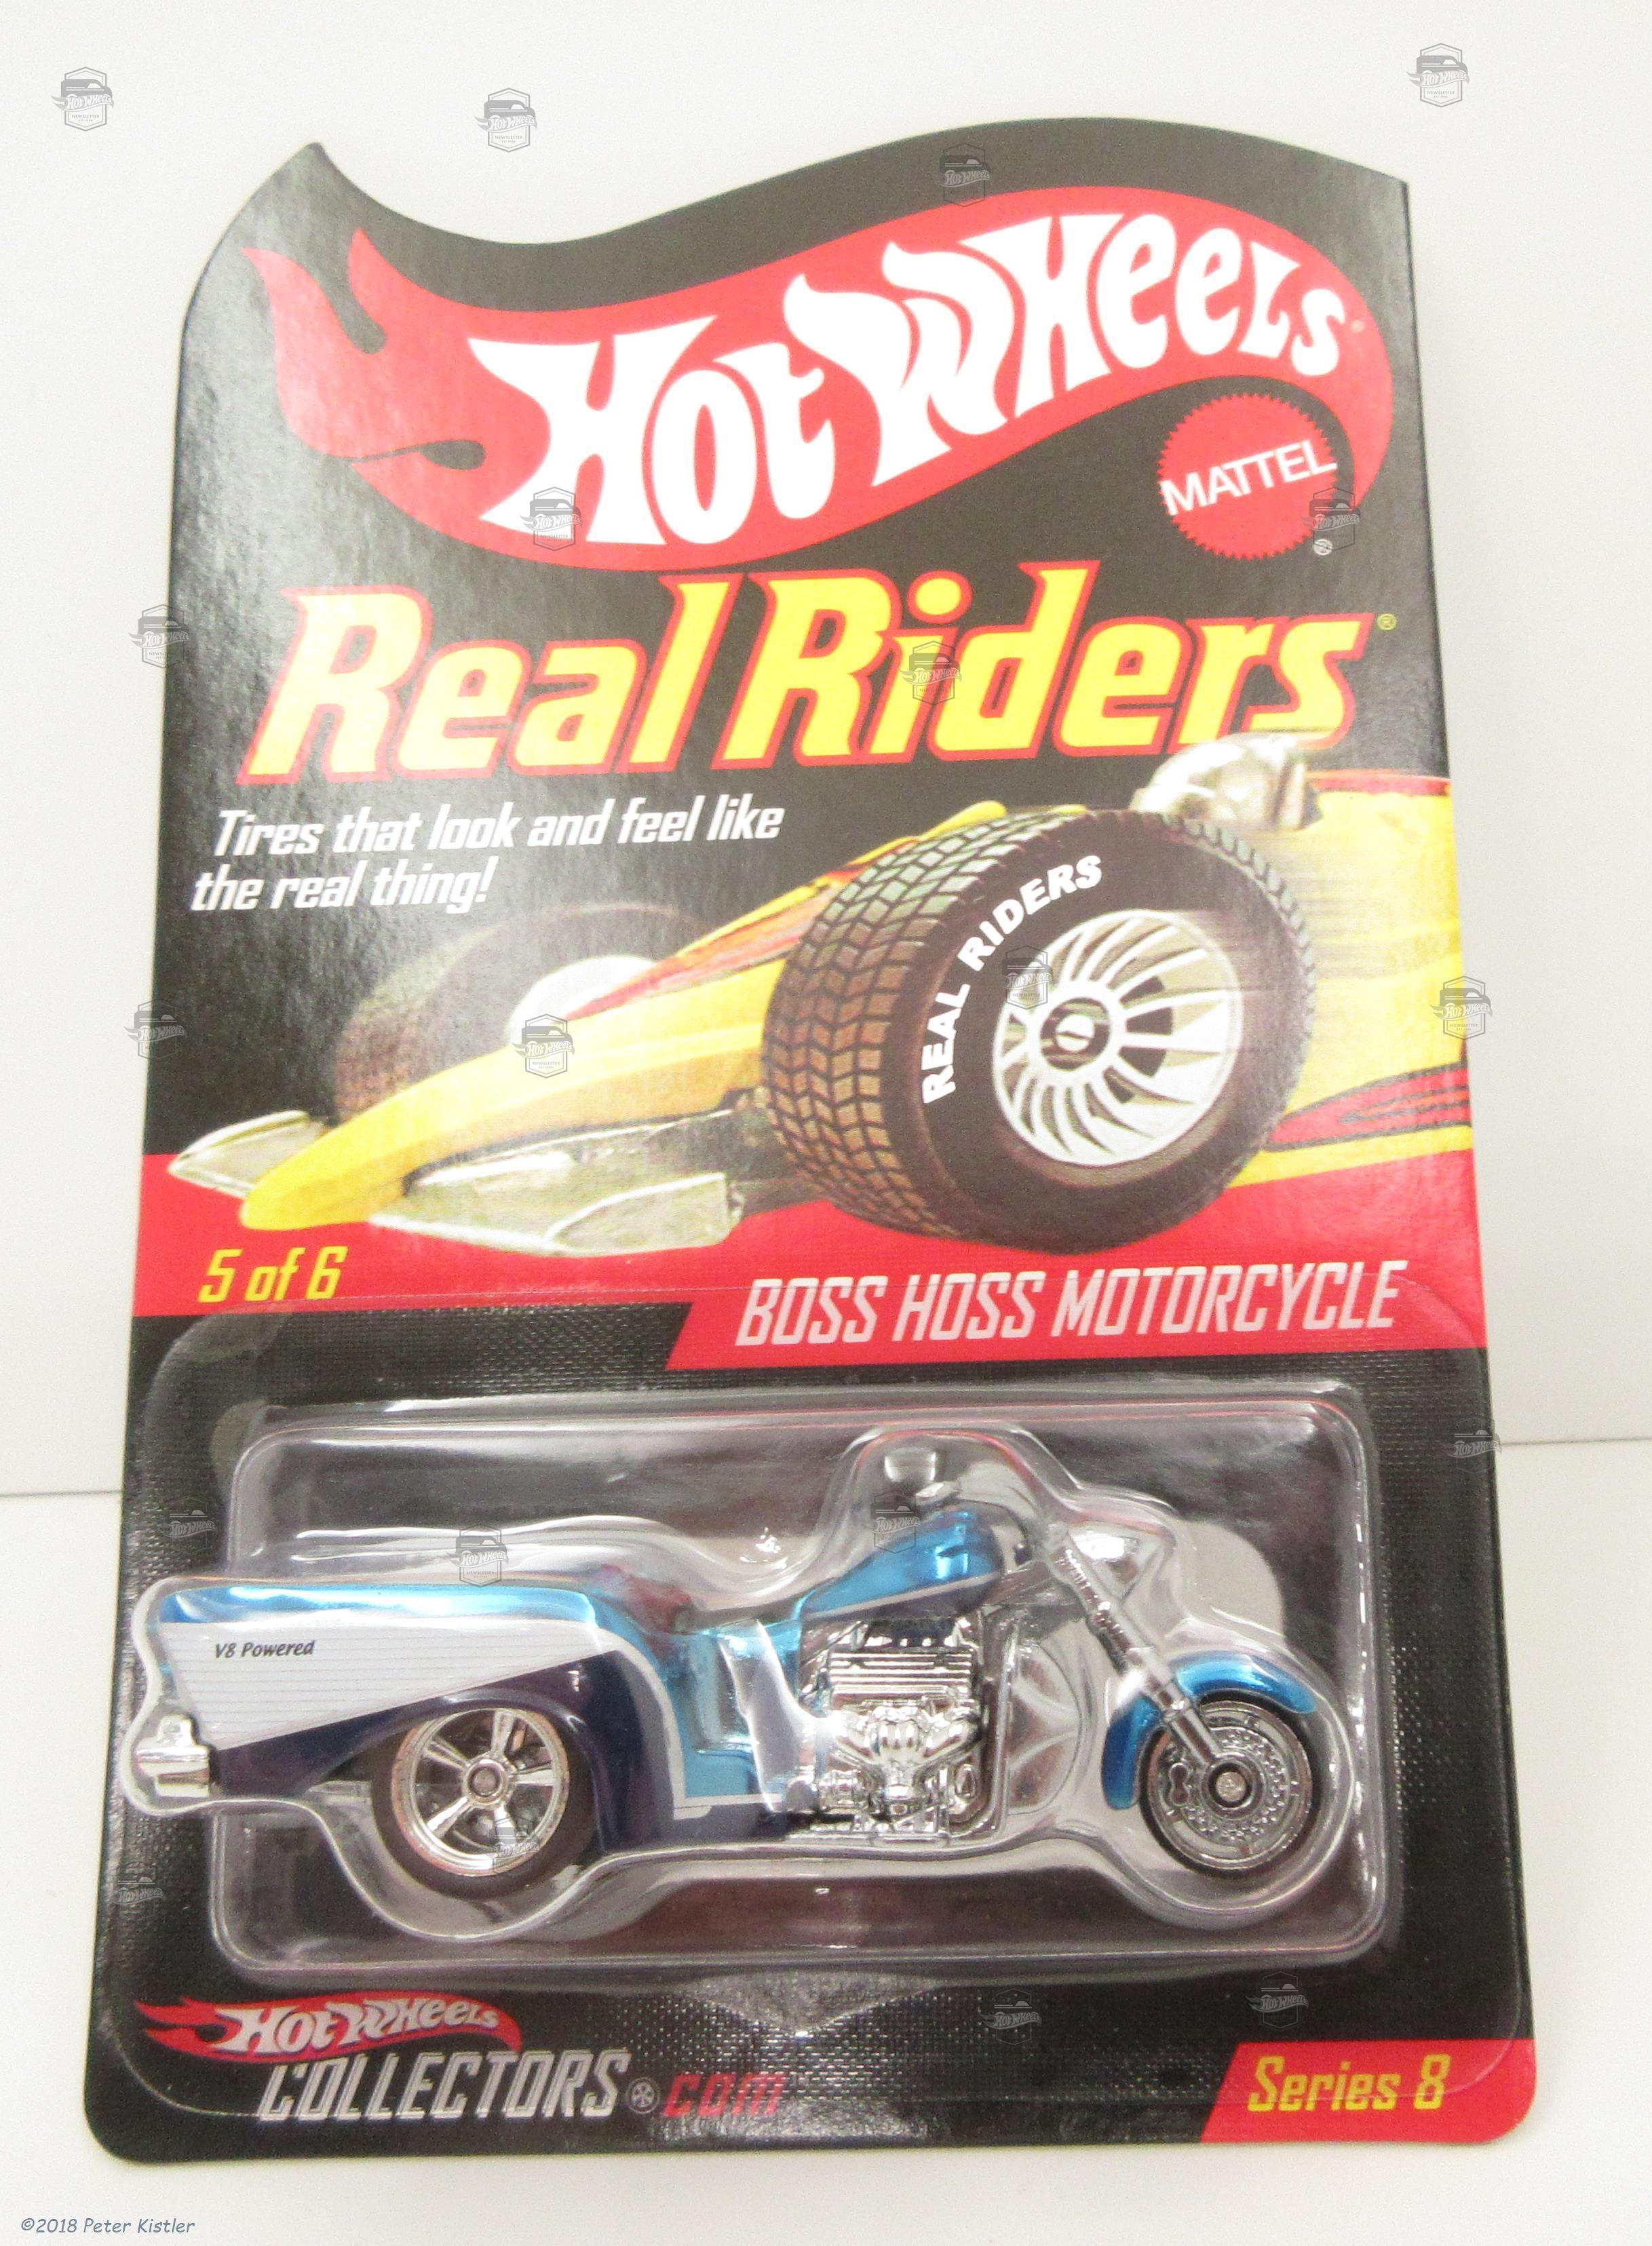 Hot Wheels
MATTEL
Real Riders®
Tires that look and feel like
the real thing!
REAL RIDERS
5 of 6
BOSS HOSS MOTORCYCLE
V8 Powered
Hot Wheels
COLLECTORS.com
Series 8
©2018 Peter Kistler